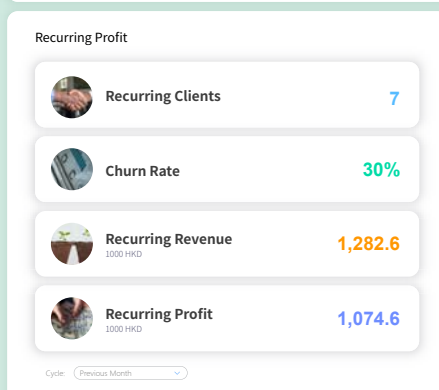 Recurring Profit
Recurring Clients
7
Churn Rate
30%
Recurring Revenue
1000 HKD
1,282.6
Recurring Profit
1000 HKD
1,074.6
Cycle: Previous Month